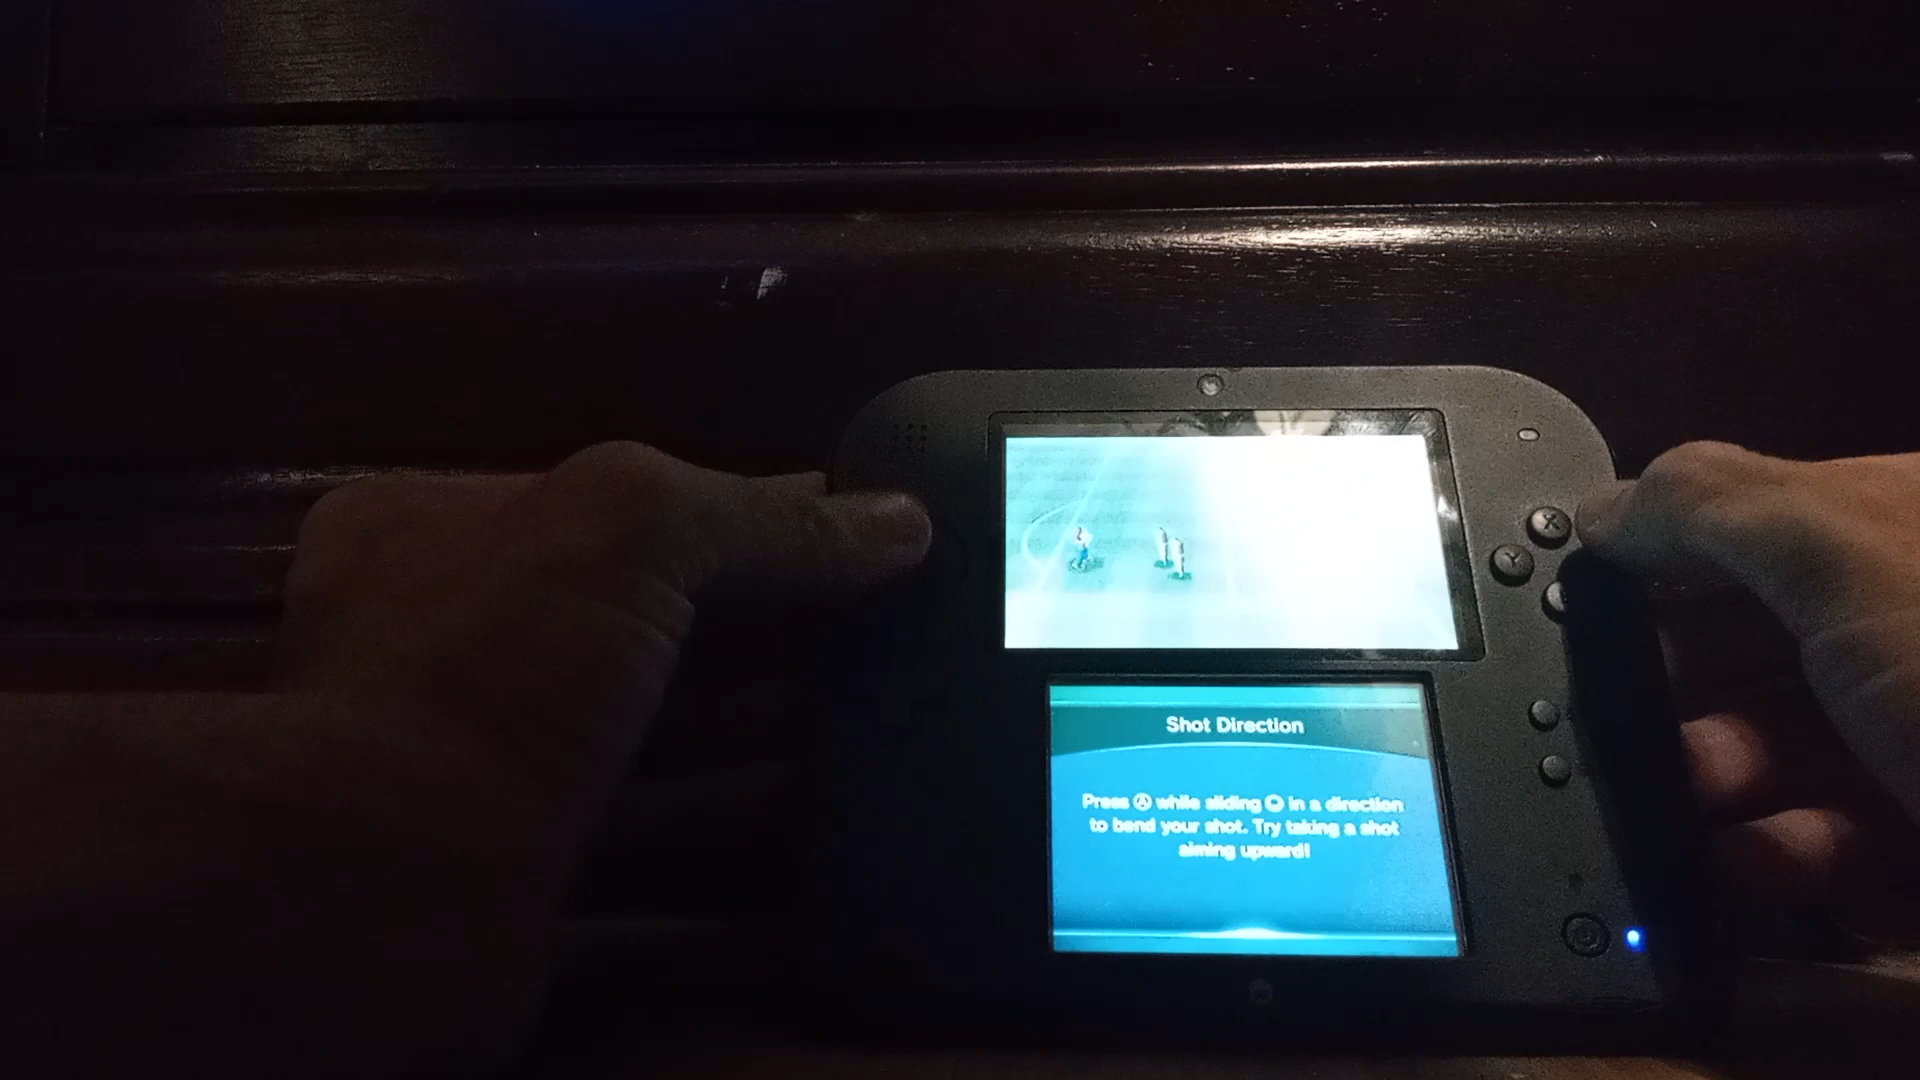 X
Y
Shot Direction
Press Ⓐ while sliding ○ in a direction
to bend your shot. Try taking a shot
aiming upward!